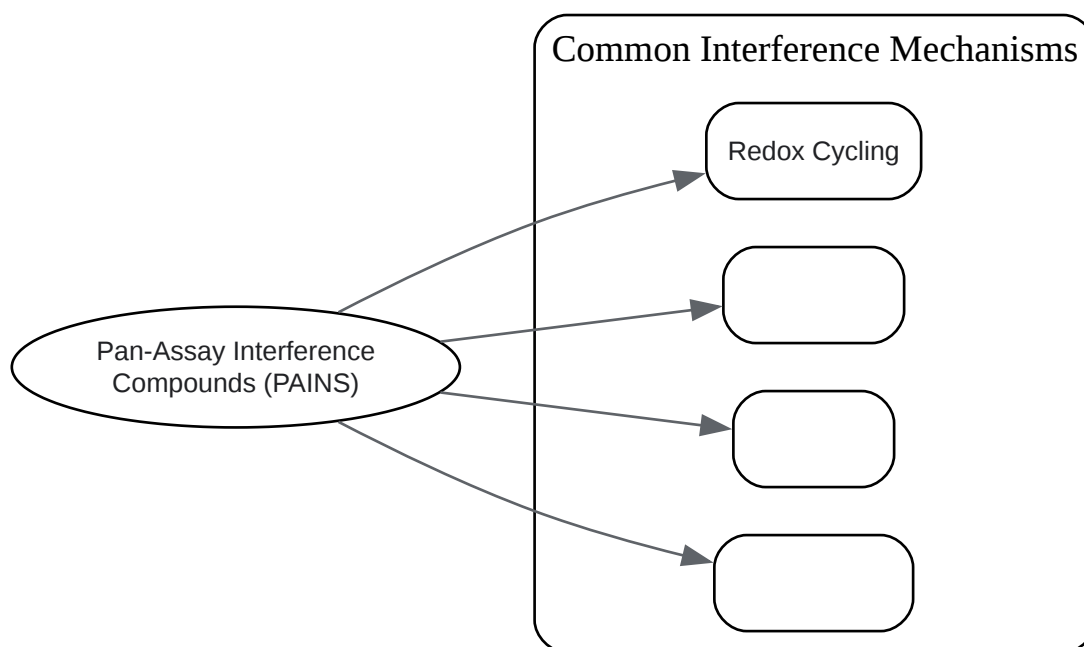 Common Interference Mechanisms
Redox Cycling
Pan-Assay Interference
Compounds (PAINS)